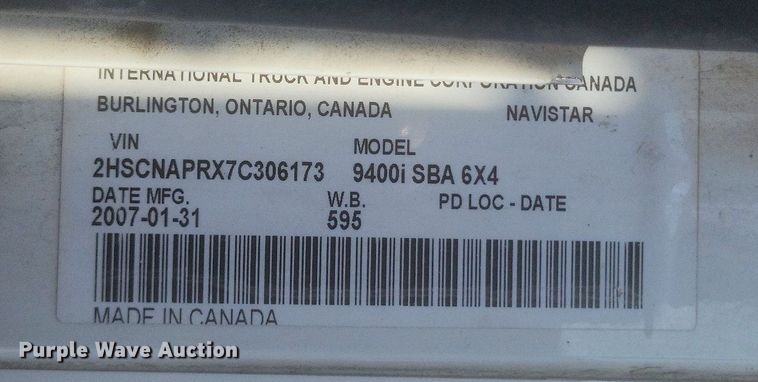 INTERNATIONAL TRUCK AND ENGINE CORPORATION CANADA
BURLINGTON, ONTARIO, CANADA NAVISTAR
VIN MODEL
2HSCNAPRX7C306173 9400i SBA 6X4
DATE MFG. W.B. PD LOC - DATE
2007-01-31 595
MADE IN CANADA
Purple Wave Auction